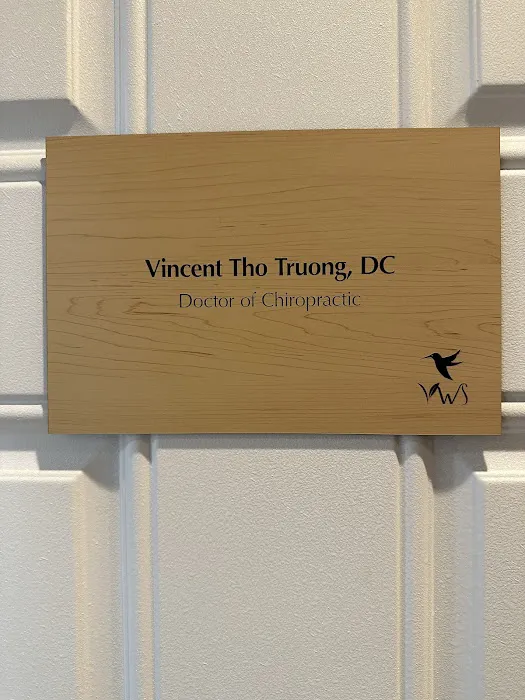 Vincent Tho Truong, DC
Doctor of Chiropractic
VWS